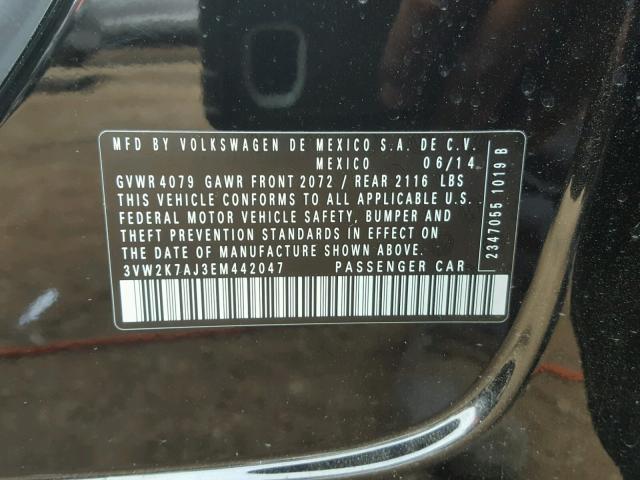 MFD BY VOLKSWAGEN DE MEXICO S.A. DE C.V.
MEXICO 06/14
GVWR 4079 GAWR FRONT 2072 / REAR 2116 LBS
THIS VEHICLE CONFORMS TO ALL APPLICABLE U.S.
FEDERAL MOTOR VEHICLE SAFETY, BUMPER AND
THEFT PREVENTION STANDARDS IN EFFECT ON
THE DATE OF MANUFACTURE SHOWN ABOVE.
3VW2K7AJ3EM442047 PASSENGER CAR
2347055 1019 B